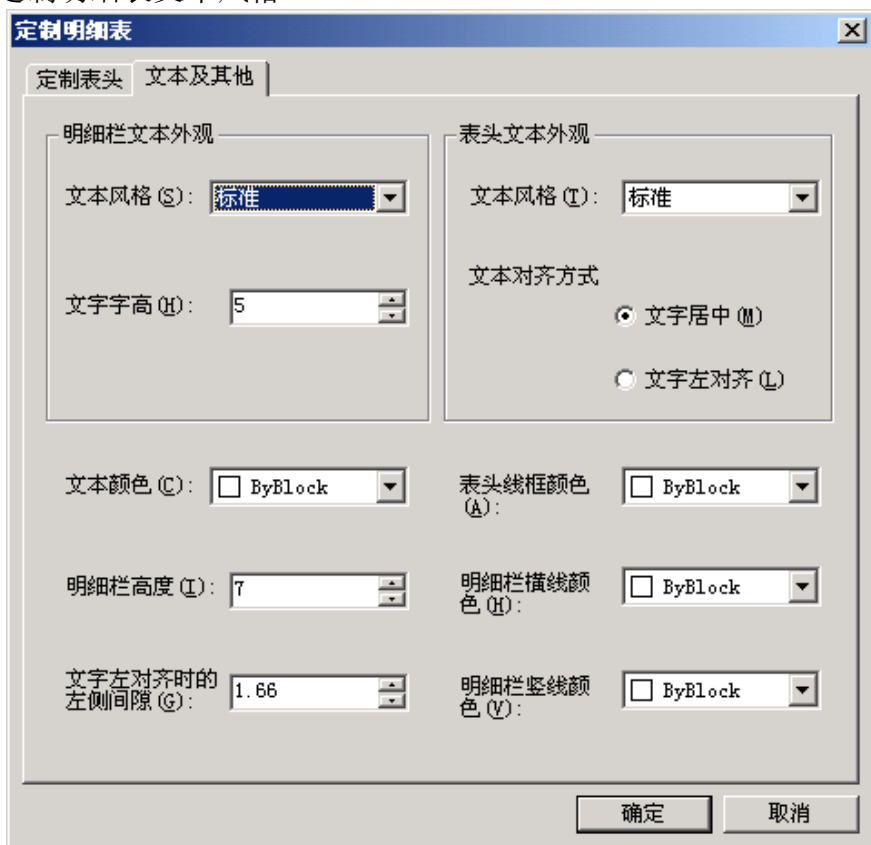 定制明细表
定制表头 文本及其他
明细栏文本外观
文本风格(S): 标准
文字字高(H): 5
表头文本外观
文本风格(T): 标准
文本对齐方式
文字居中(M)
文字左对齐(L)
文本颜色(C): ByBlock
表头线框颜色
(A): ByBlock
明细栏高度(I): 7
明细栏横线颜
色(H): ByBlock
文字左对齐时的
左侧间隙(G): 1.66
明细栏竖线颜
色(V): ByBlock
确定 取消